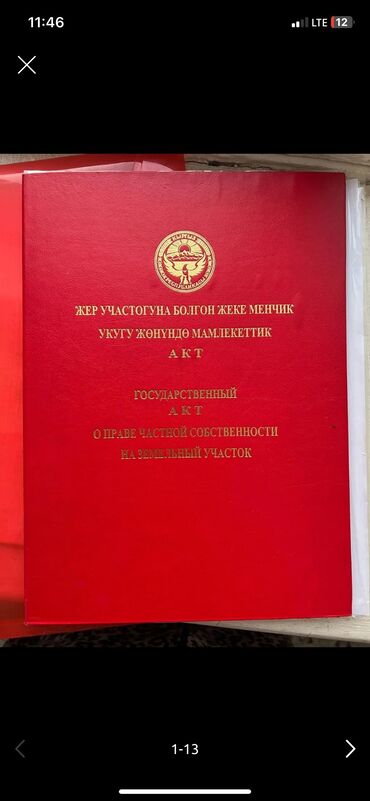 11:46
LTE 12
ЖЕР УЧАСТОГУНА БОЛГОН ЖЕКЕ МЕНЧИК
УКУГУ ЖӨНҮНДӨ МАМЛЕКЕТТИК
АКТ
ГОСУДАРСТВЕННЫЙ
АКТ
О ПРАВЕ ЧАСТНОЙ СОБСТВЕННОСТИ
НА ЗЕМЕЛЬНЫЙ УЧАСТОК
1-13